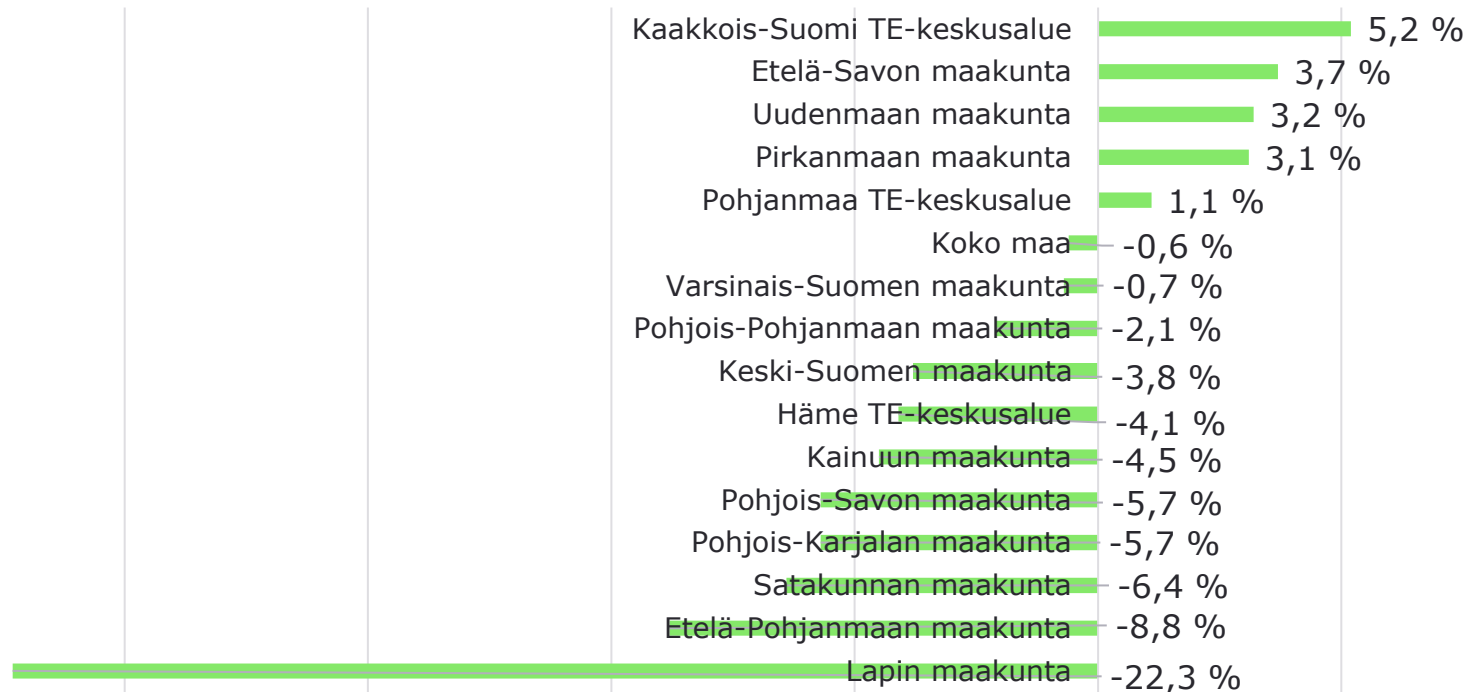 Kaakkois-Suomi TE-keskusalue 5,2 %
Etelä-Savon maakunta 3,7 %
Uudenmaan maakunta 3,2 %
Pirkanmaan maakunta 3,1 %
Pohjanmaa TE-keskusalue 1,1 %
Koko maa -0,6 %
Varsinais-Suomen maakunta -0,7 %
Pohjois-Pohjanmaan maakunta -2,1 %
Keski-Suomen maakunta -3,8 %
Häme TE-keskusalue -4,1 %
Kainuun maakunta -4,5 %
Pohjois-Savon maakunta -5,7 %
Pohjois-Karjalan maakunta -5,7 %
Satakunnan maakunta -6,4 %
Etelä-Pohjanmaan maakunta -8,8 %
Lapin maakunta -22,3 %